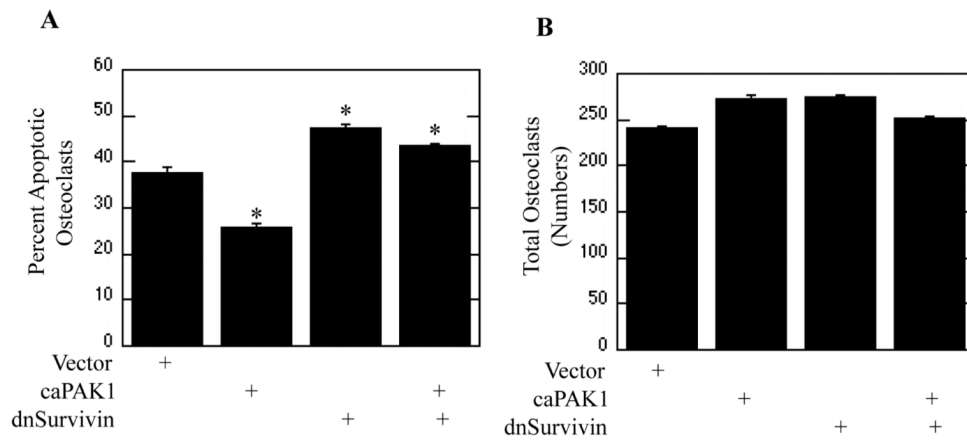 A
Percent Apoptotic
Osteoclasts
60
50
40
30
20
10
0
*
*
*
Vector +
caPAK1 + +
dnSurvivin + +
B
Total Osteoclasts
(Numbers)
300
250
200
150
100
50
0
Vector +
caPAK1 + +
dnSurvivin + +